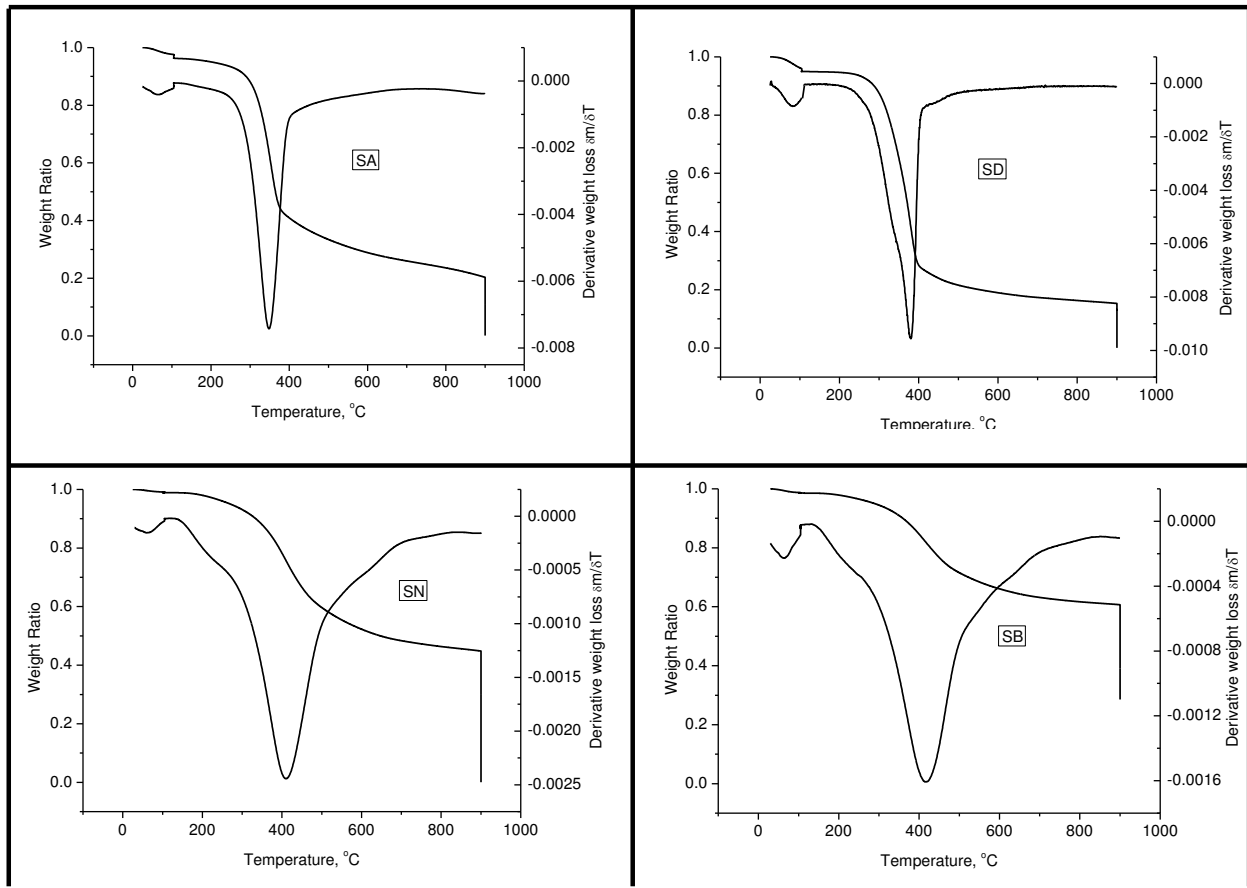 1.0
0.8
0.6
0.4
0.2
0.0
Weight Ratio
0.000
-0.002
-0.004
-0.006
-0.008
Derivative weight loss δm/δT
SA
0 200 400 600 800 1000
Temperature, °C
1.0
0.8
0.6
0.4
0.2
0.0
Weight Ratio
0.000
-0.002
-0.004
-0.006
-0.008
-0.010
Derivative weight loss δm/δT
SD
0 200 400 600 800 1000
Temperature, °C
1.0
0.8
0.6
0.4
0.2
0.0
Weight Ratio
0.0000
-0.0005
-0.0010
-0.0015
-0.0020
-0.0025
Derivative weight loss δm/δT
SN
0 200 400 600 800 1000
Temperature, °C
1.0
0.8
0.6
0.4
0.2
0.0
Weight Ratio
0.0000
-0.0004
-0.0008
-0.0012
-0.0016
Derivative weight loss δm/δT
SB
0 200 400 600 800 1000
Temperature, °C